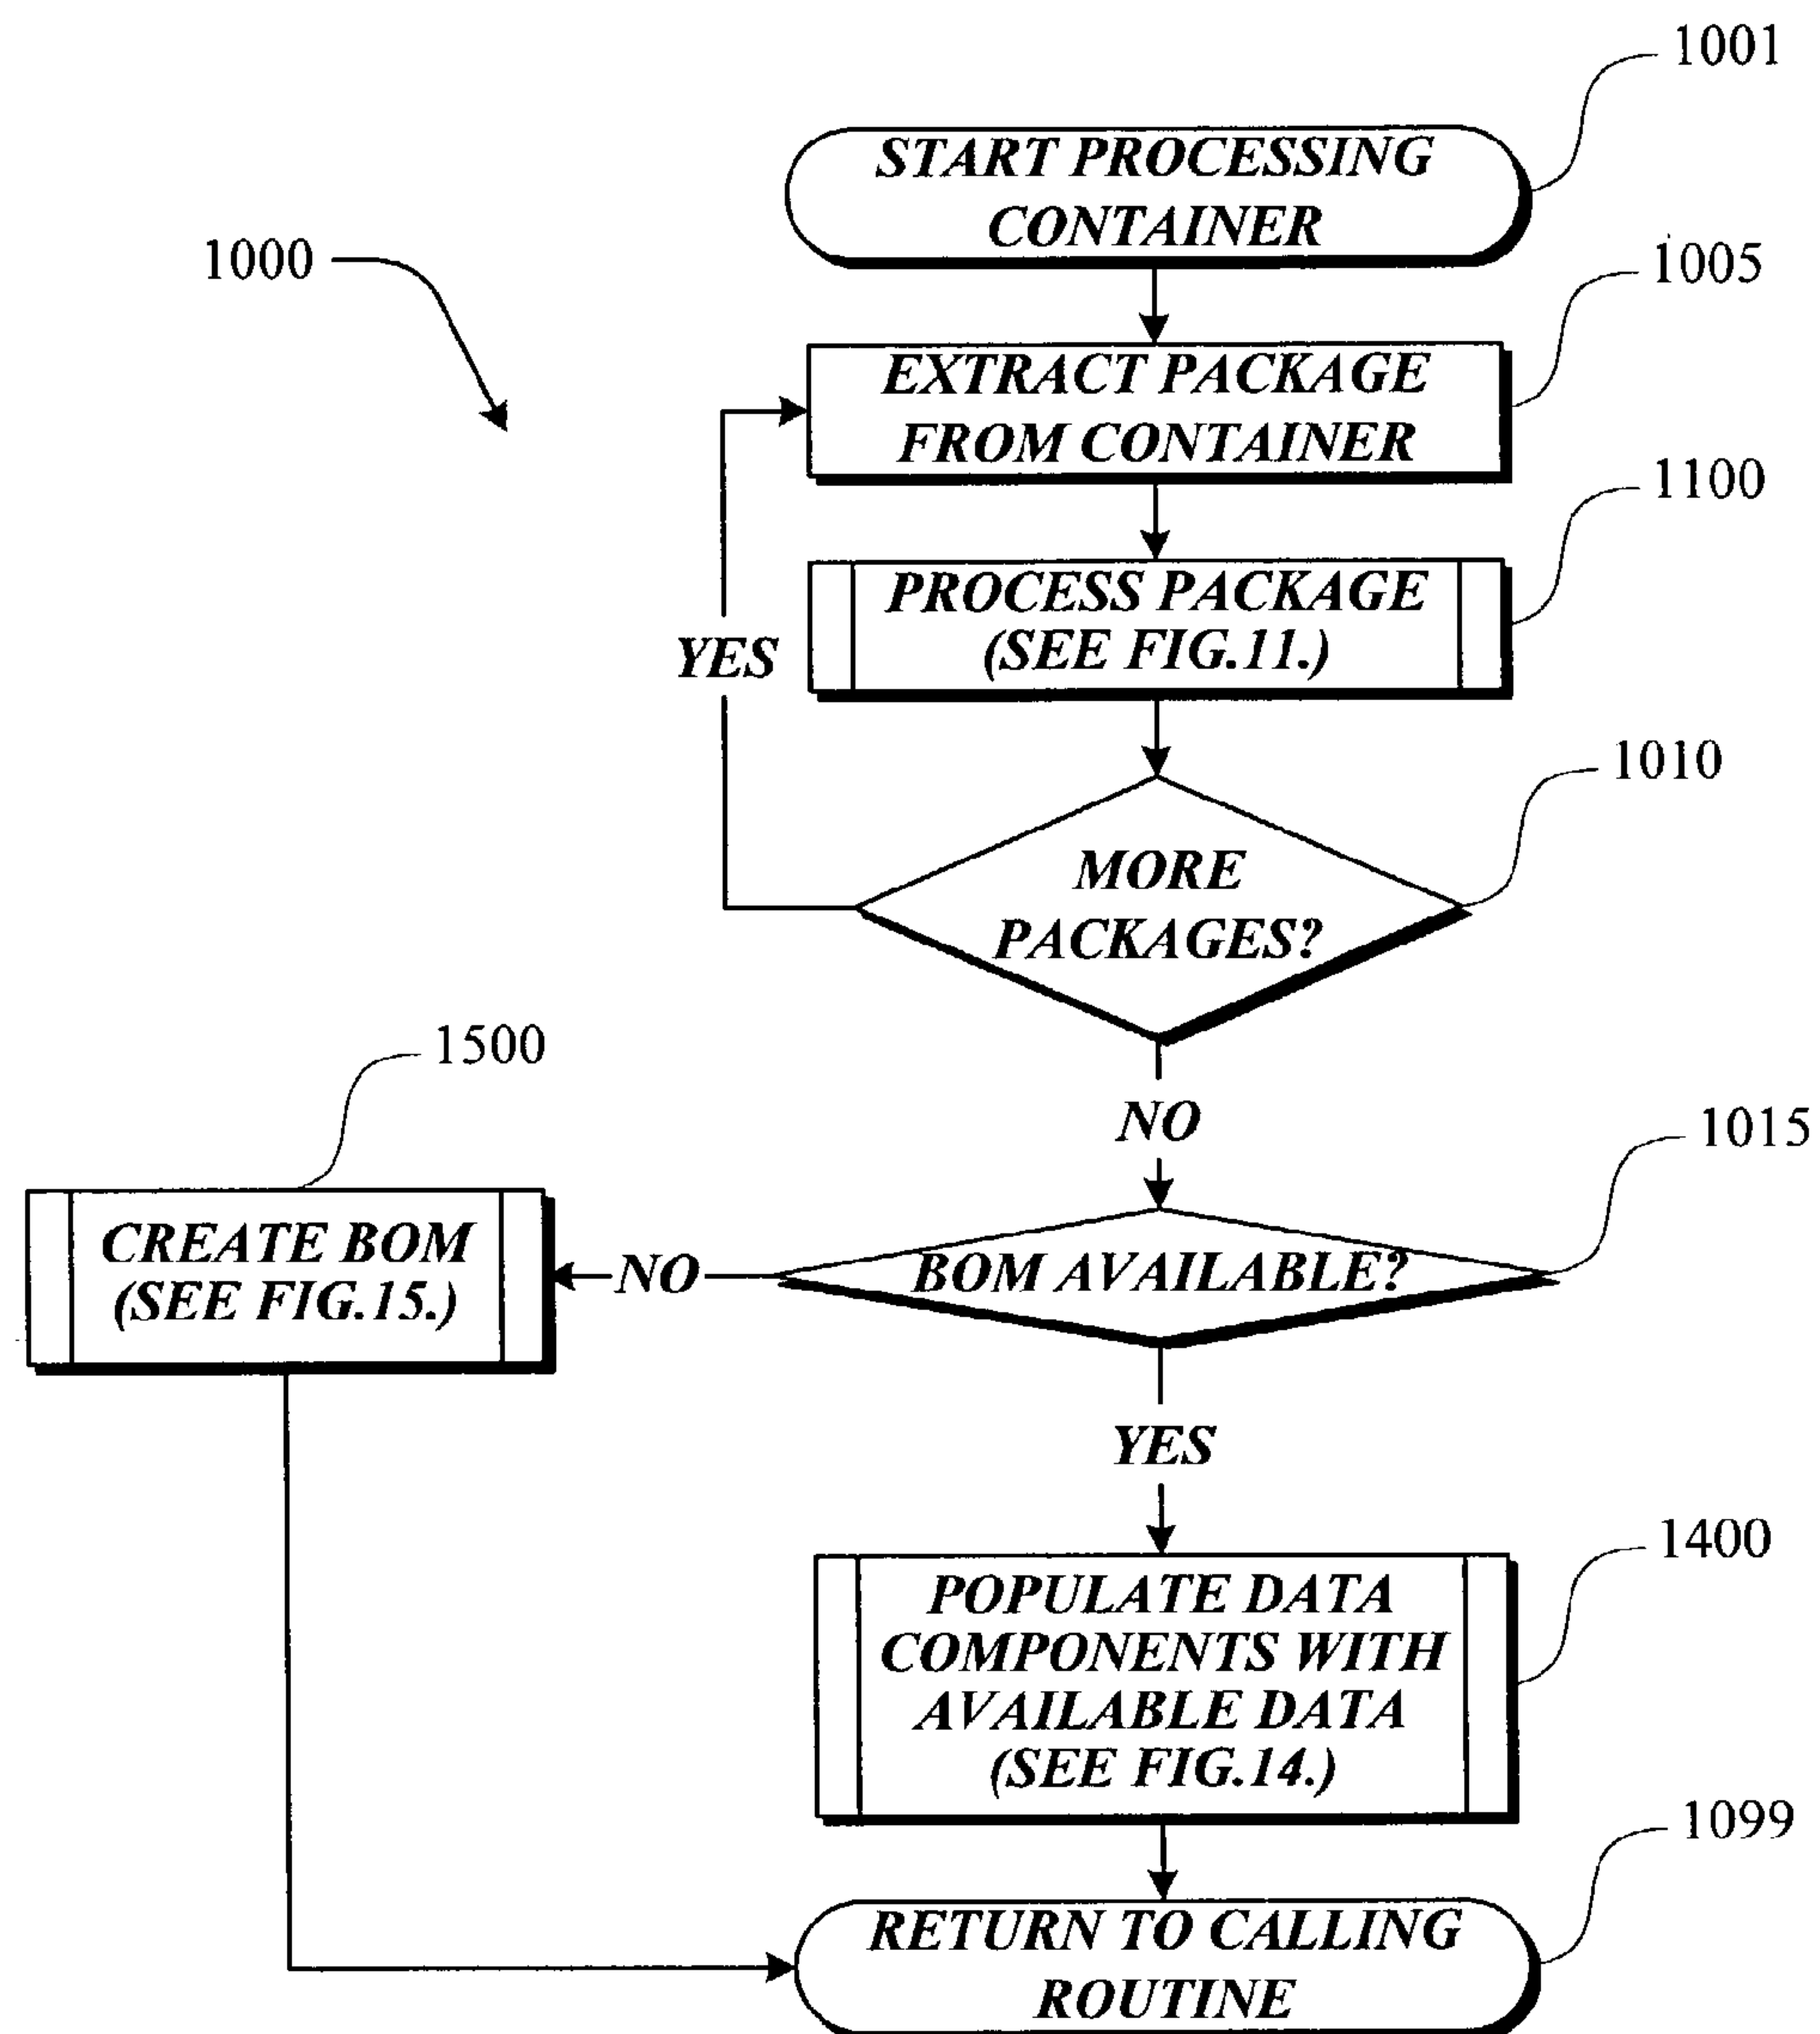 1001
START PROCESSING
CONTAINER
1000
1005
EXTRACT PACKAGE
FROM CONTAINER
1100
PROCESS PACKAGE
(SEE FIG.11.)
YES
1010
MORE
PACKAGES?
1500
NO
1015
CREATE BOM
(SEE FIG.15.)
NO
BOM AVAILABLE?
YES
1400
POPULATE DATA
COMPONENTS WITH
AVAILABLE DATA
(SEE FIG.14.)
1099
RETURN TO CALLING
ROUTINE